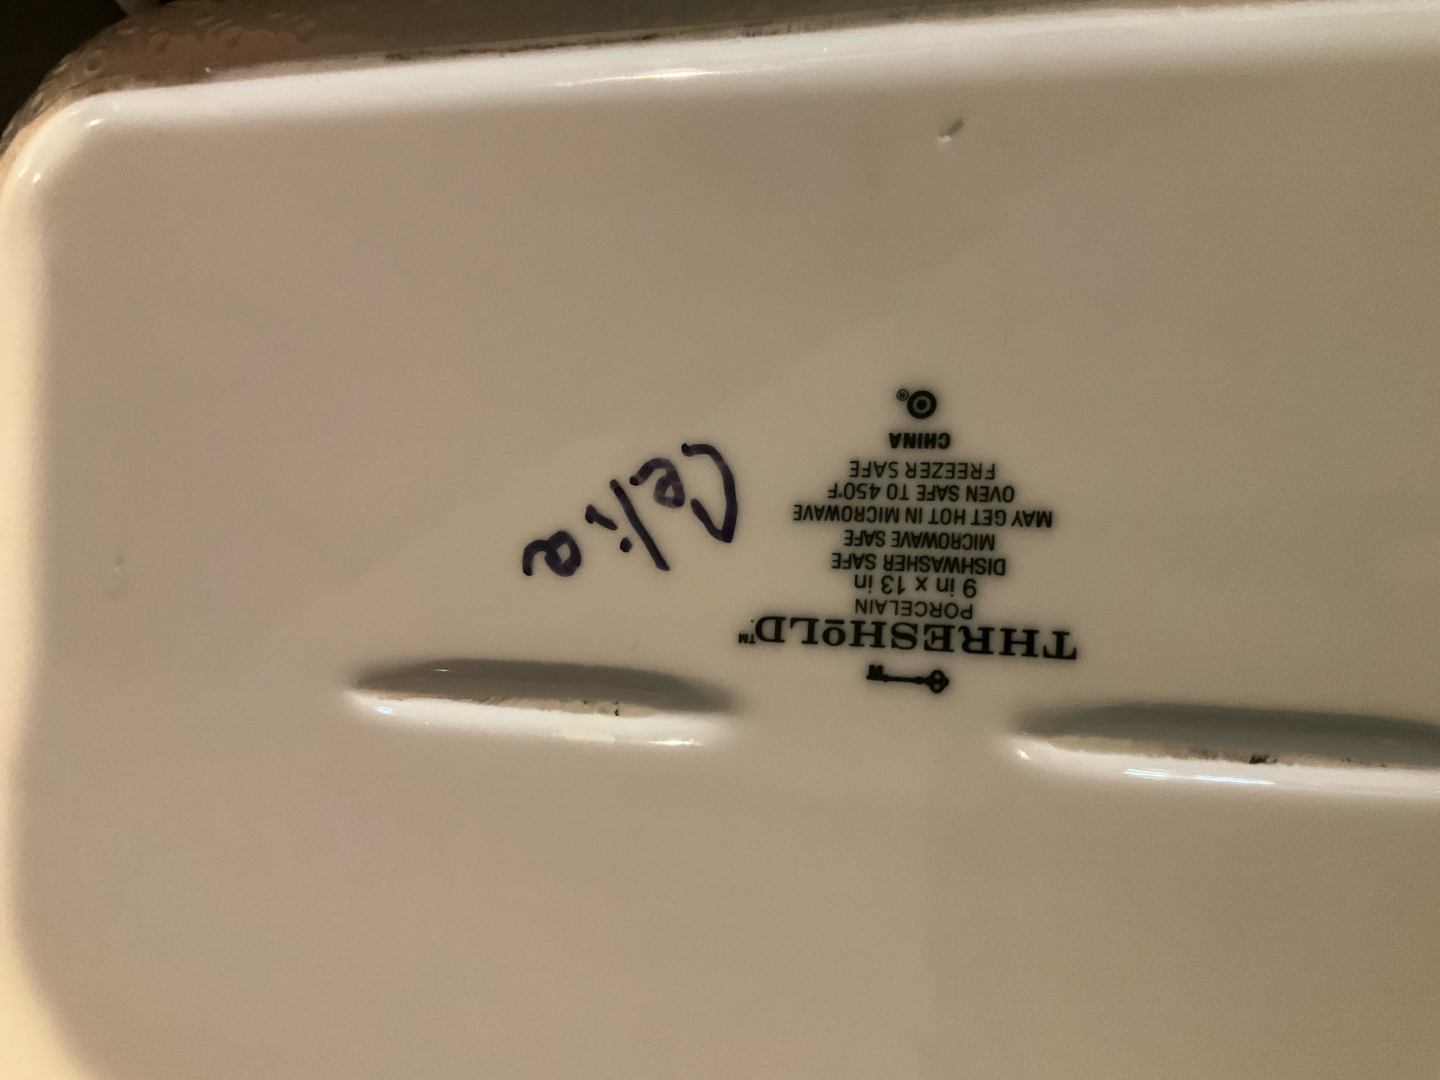 THRESHOLD™
PORCELAIN
9 in x 13 in
DISHWASHER SAFE
MICROWAVE SAFE
MAY GET HOT IN MICROWAVE
OVEN SAFE TO 450°F
FREEZER SAFE
CHINA
®
Celia